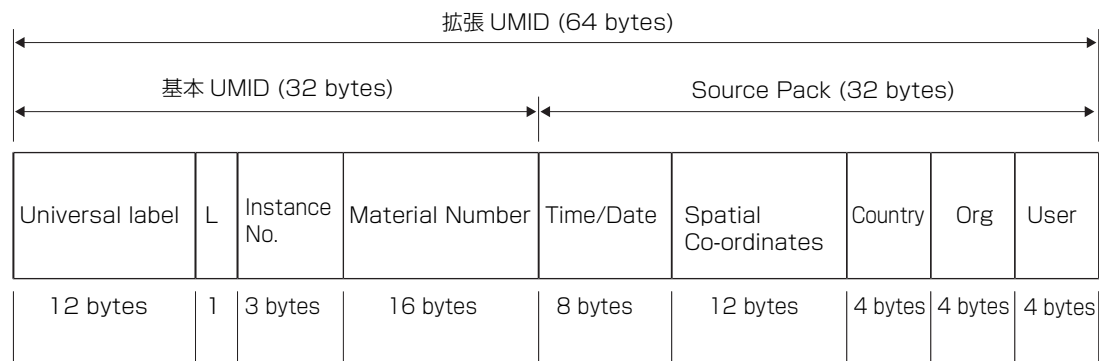 拡張 UMID (64 bytes)
基本 UMID (32 bytes)
Source Pack (32 bytes)
Universal label
L
Instance
No.
Material Number
Time/Date
Spatial
Co-ordinates
Country
Org
User
12 bytes
1
3 bytes
16 bytes
8 bytes
12 bytes
4 bytes
4 bytes
4 bytes